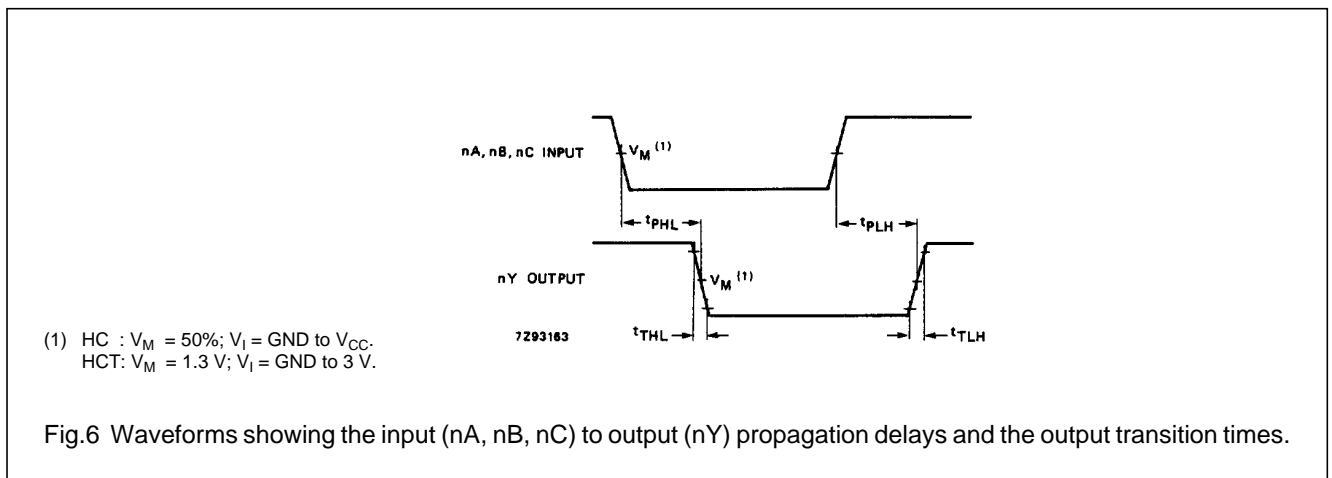 nA, nB, nC INPUT
VM (1)
tPHL
tPLH
nY OUTPUT
VM (1)
tTHL
tTLH
7Z93163
(1) HC : VM = 50%; VI = GND to VCC.
HCT: VM = 1.3 V; VI = GND to 3 V.
Fig.6 Waveforms showing the input (nA, nB, nC) to output (nY) propagation delays and the output transition times.